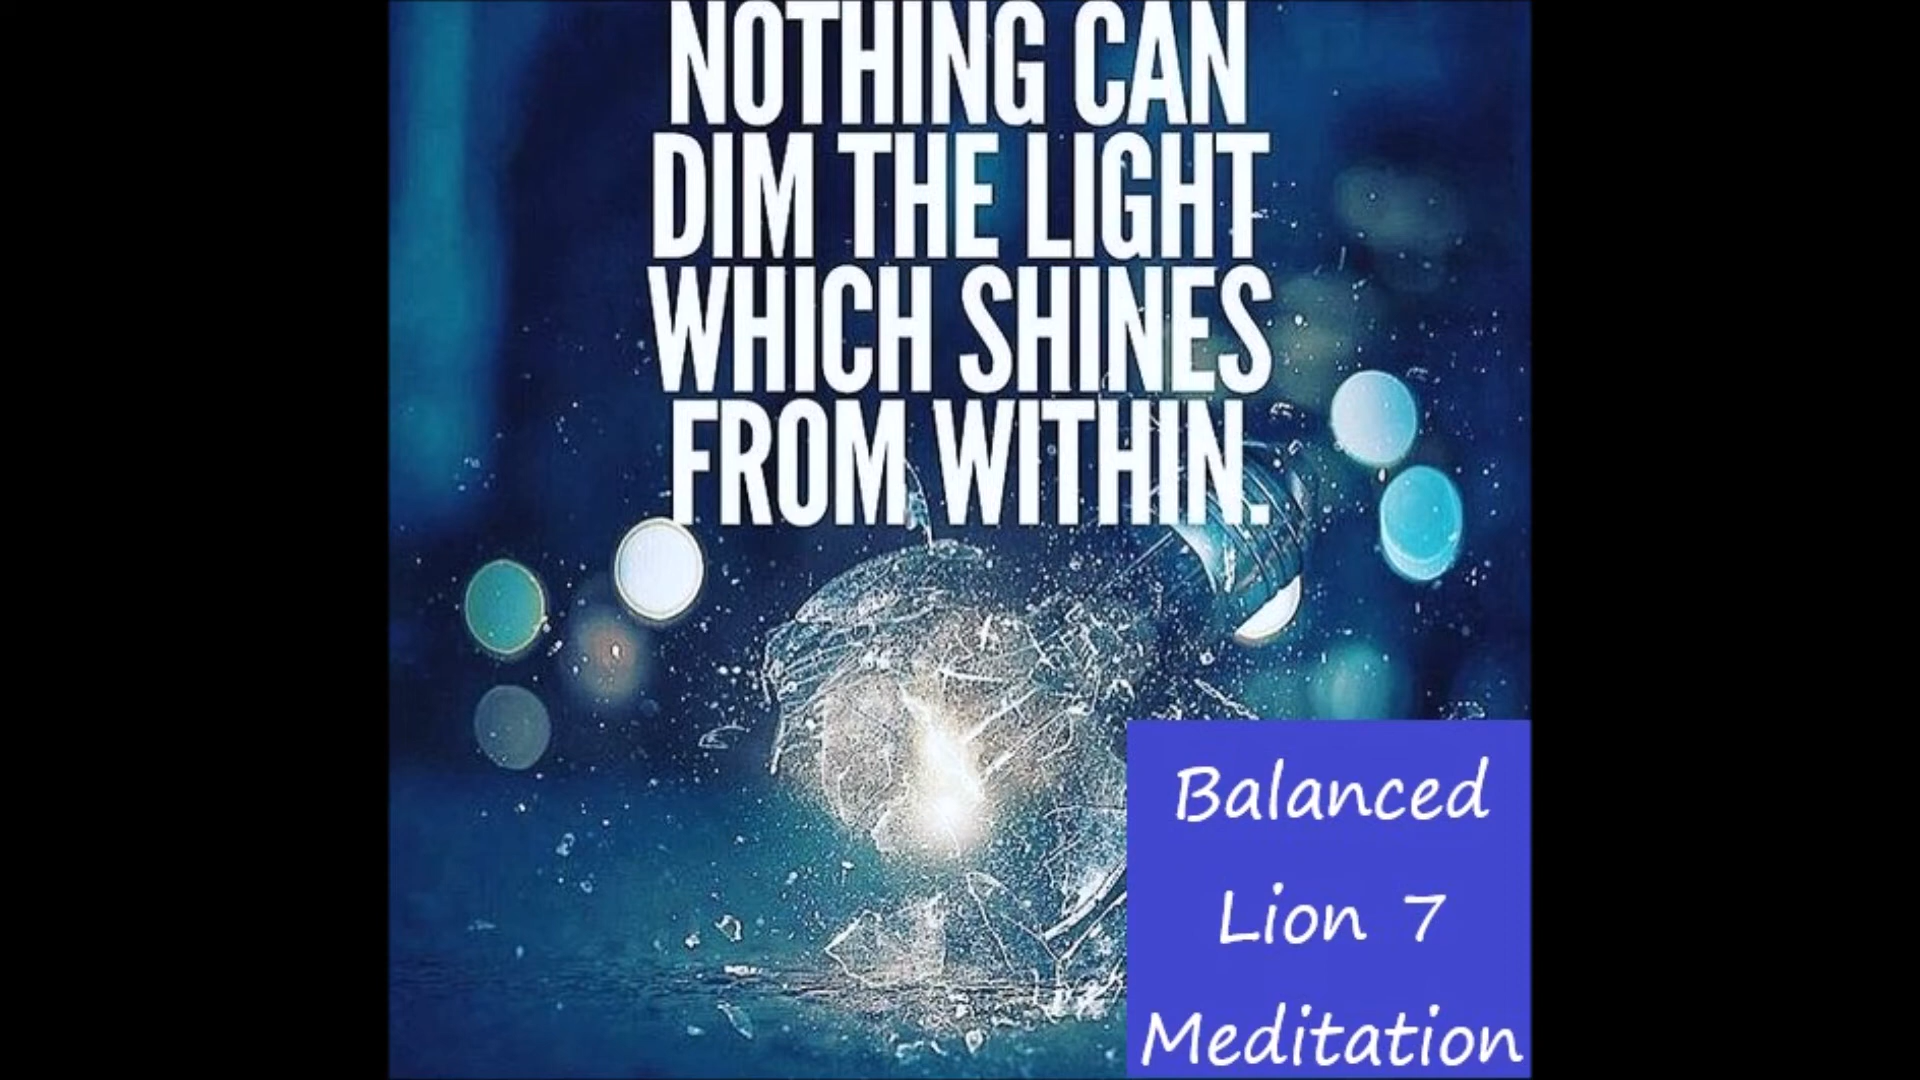 NOTHING CAN
DIM THE LIGHT
WHICH SHINES
FROM WITHIN.
Balanced
Lion 7
Meditation